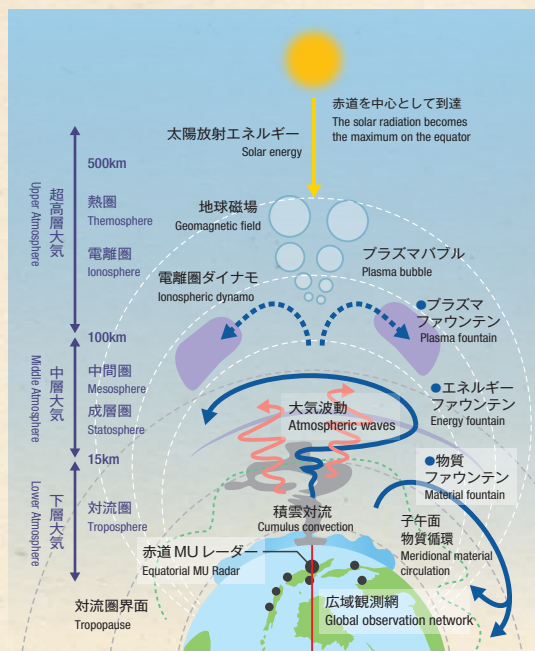 赤道を中心として到達
The solar radiation becomes
the maximum on the equator
太陽放射エネルギー
Solar energy
500km
超高層大気
Upper Atmosphere
熱圏
Themosphere
地球磁場
Geomagnetic field
電離圏
Ionosphere
プラズマバブル
Plasma bubble
電離圏ダイナモ
Ionospheric dynamo
●プラズマ
ファウンテン
Plasma fountain
100km
中層大気
Middle Atmosphere
中間圏
Mesosphere
成層圏
Statosphere
●エネルギー
ファウンテン
Energy fountain
大気波動
Atmospheric waves
15km
●物質
ファウンテン
Material fountain
下層大気
Lower Atmosphere
対流圏
Troposphere
積雲対流
Cumulus convection
子午面
物質循環
Meridional material
circulation
赤道MUレーダー
Equatorial MU Radar
対流圏界面
Tropopause
広域観測網
Global observation network